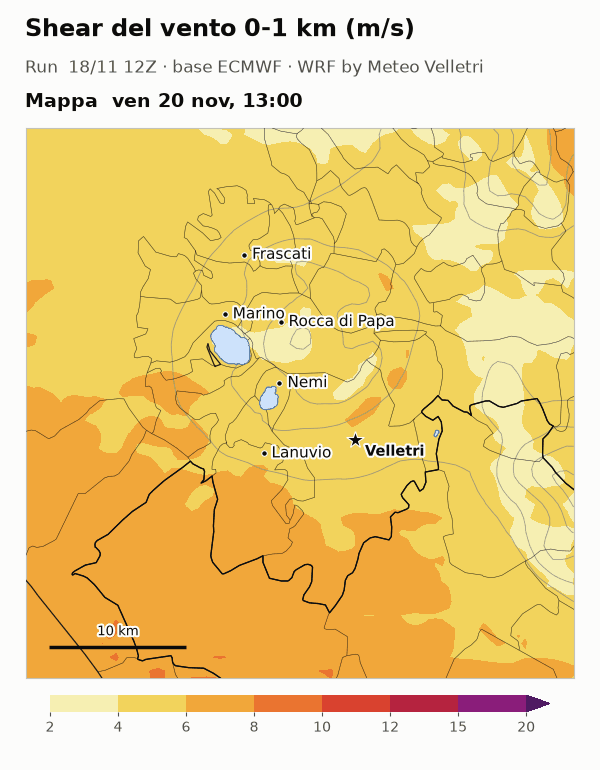 Shear del vento 0-1 km (m/s)
Run  18/11 12Z · base ECMWF · WRF by Meteo Velletri
Mappa  ven 20 nov, 13:00
Frascati
Marino
Rocca di Papa
Nemi
Velletri
Lanuvio
10 km
2 4 6 8 10 12 15 20